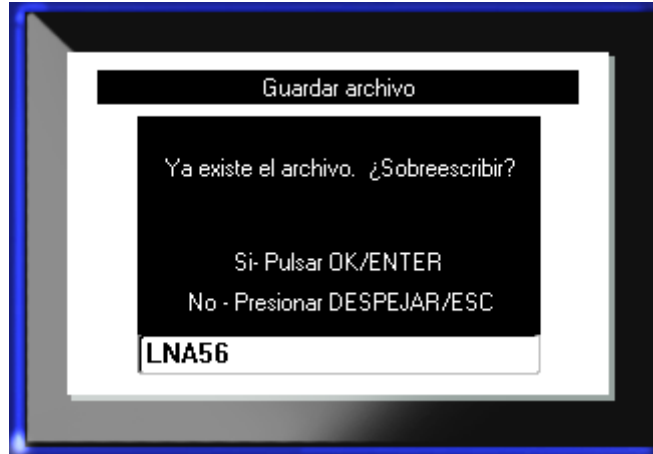 Guardar archivo
Ya existe el archivo. ¿Sobreescribir?
Si- Pulsar OK/ENTER
No - Presionar DESPEJAR/ESC
LNA56